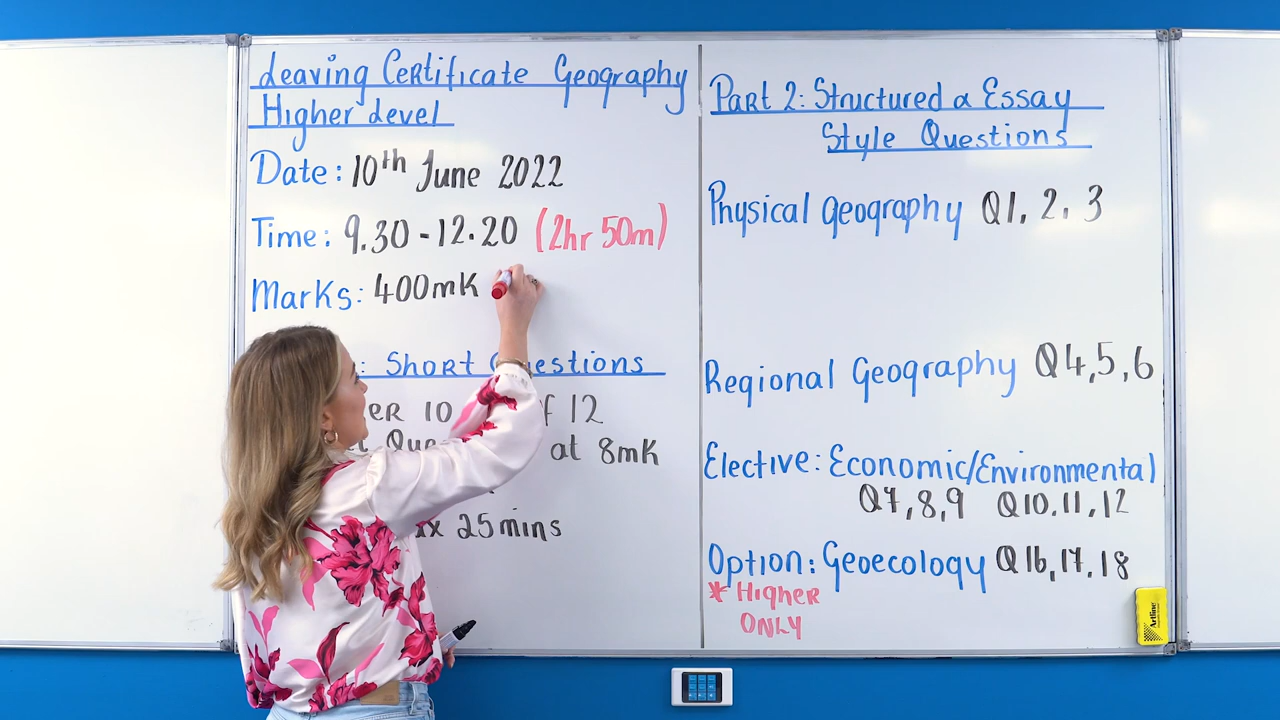 Leaving Certificate Geography
Higher Level
Date: 10th June 2022
Time: 9.30 - 12.20 (2hr 50m)
Marks: 400mk
: Short Questions
10 12
at 8mk
25mins
Part 2: Structured & Essay
Style Questions
Physical Geography Q1, 2, 3
Regional Geography Q4,5,6
Elective: Economic/Environmental
Q7,8,9 Q10,11,12
Option: Geoecology Q16,17,18
* Higher
ONLY
Artline